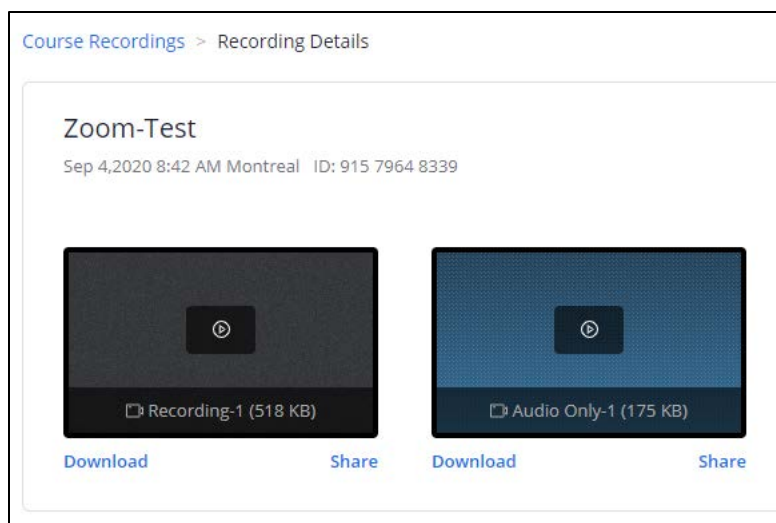 Course Recordings > Recording Details
Zoom-Test
Sep 4,2020 8:42 AM Montreal ID: 915 7964 8339
Recording-1 (518 KB)
Audio Only-1 (175 KB)
Download Share Download Share